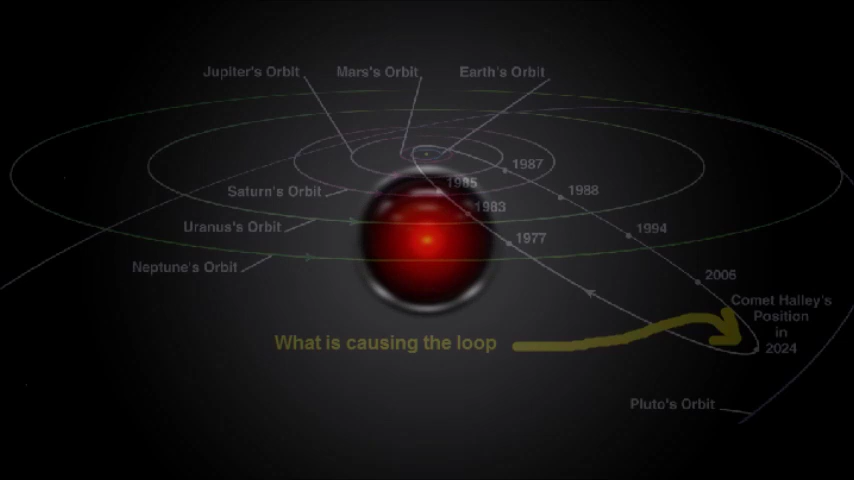 Jupiter's Orbit
Mars's Orbit
Earth's Orbit
1987
1985
1988
Saturn's Orbit
1983
Uranus's Orbit
1994
1977
Neptune's Orbit
2005
Comet Halley's
Position
in
2024
What is causing the loop
Pluto's Orbit